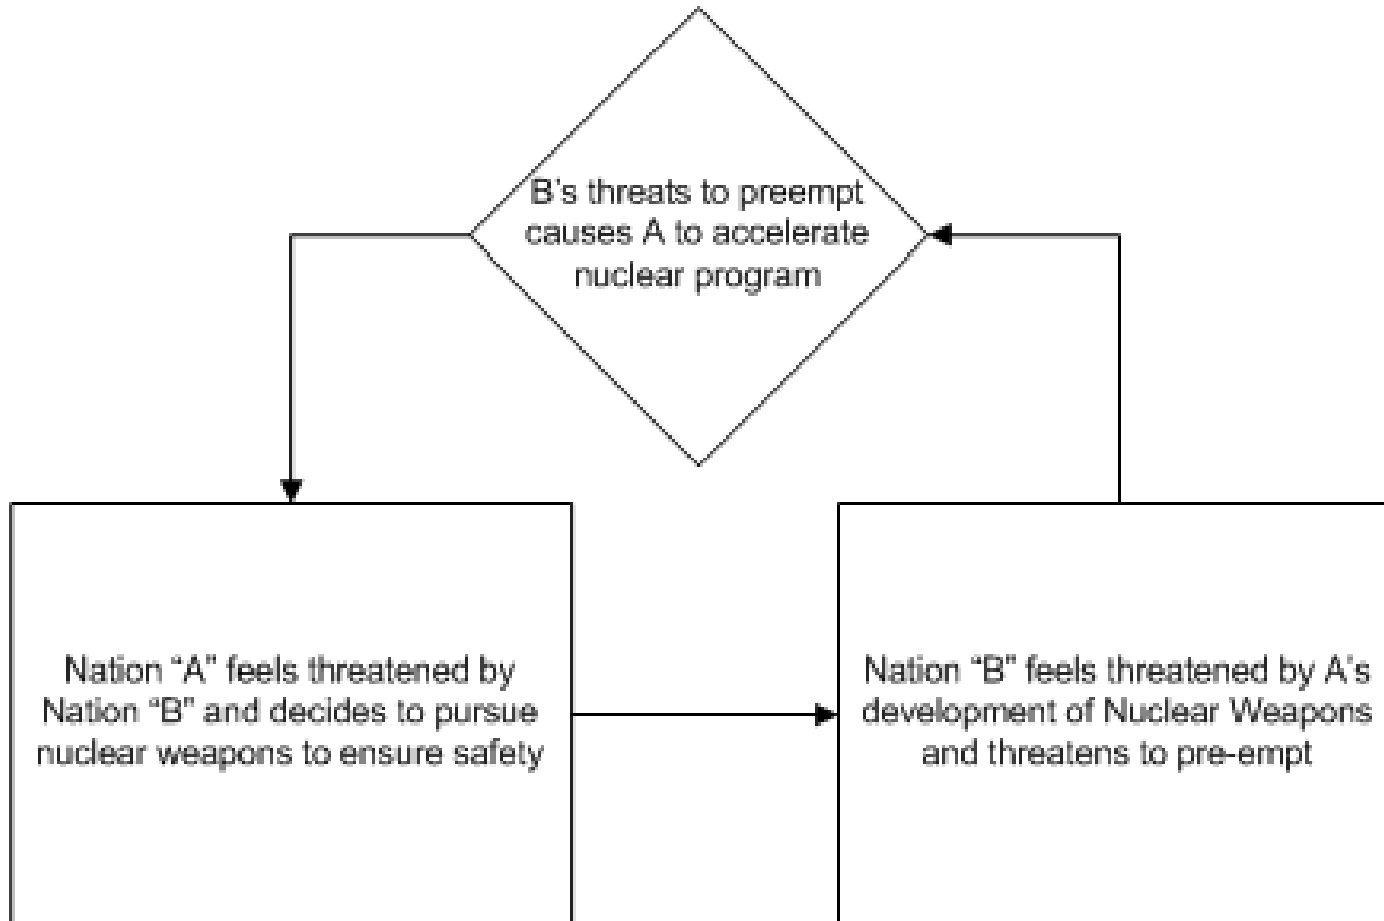 B's threats to preempt
causes A to accelerate
nuclear program
Nation “A” feels threatened by
Nation “B” and decides to pursue
nuclear weapons to ensure safety
Nation “B” feels threatened by A's
development of Nuclear Weapons
and threatens to pre-empt